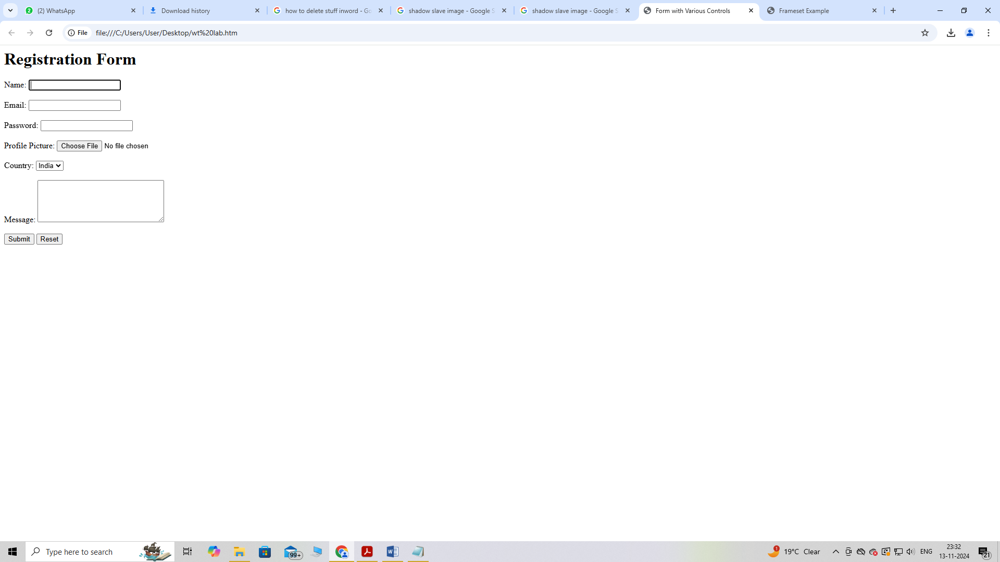 (2) WhatsApp
Download history
how to delete stuff inword - Go
shadow slave image - Google S
shadow slave image - Google S
Form with Various Controls
Frameset Example
File
file:///C:/Users/User/Desktop/wt%20lab.htm
Registration Form
Name:
Email:
Password:
Profile Picture: Choose File No file chosen
Country: India
Message:
Submit Reset
Type here to search
99+
1
19°C Clear
ENG
23:32
13-11-2024
21